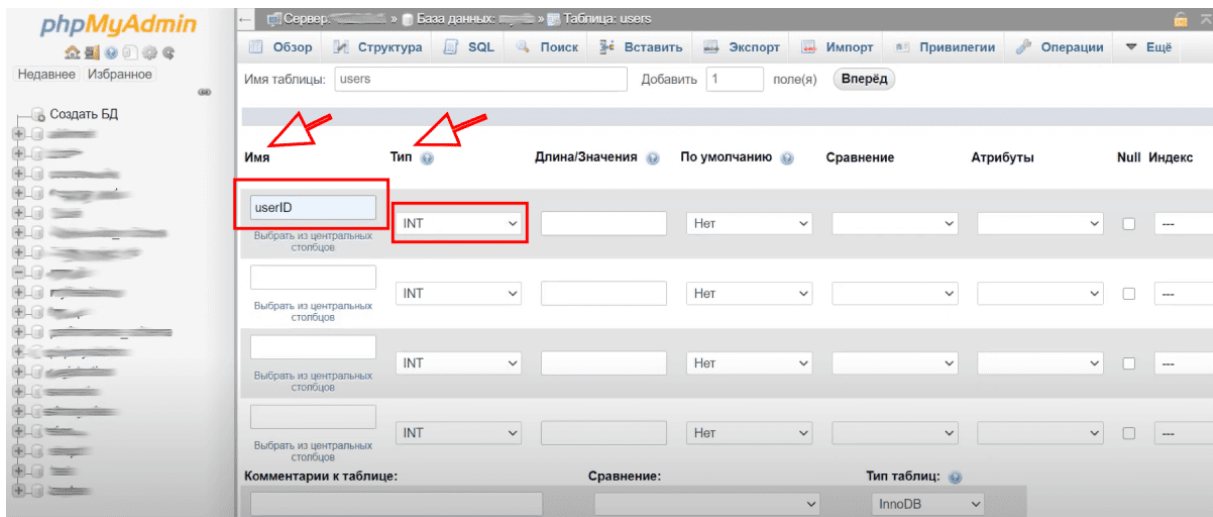 phpMyAdmin
Недавнее Избранное
Создать БД
Сервер: » База данных: » Таблица: users
Обзор Структура SQL Поиск Вставить Экспорт Импорт Привилегии Операции Ещё
Имя таблицы: users Добавить 1 поле(я) Вперёд
Имя Тип Длина/Значения По умолчанию Сравнение Атрибуты Null Индекс
userID INT Нет ---
Выбрать из центральных
столбцов
INT Нет ---
Выбрать из центральных
столбцов
INT Нет ---
Выбрать из центральных
столбцов
INT Нет ---
Выбрать из центральных
столбцов
Комментарии к таблице: Сравнение: Тип таблиц:
InnoDB